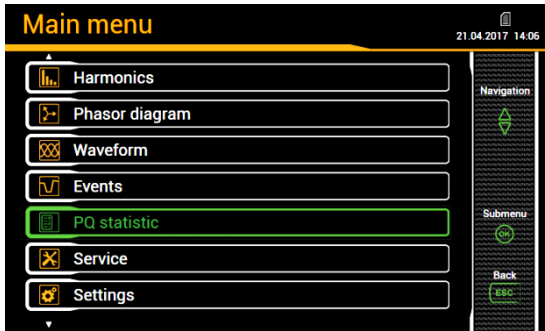 Main menu
21.04.2017 14:06
Harmonics
Phasor diagram
Waveform
Events
PQ statistic
Service
Settings
Navigation
Submenu
OK
Back
ESC